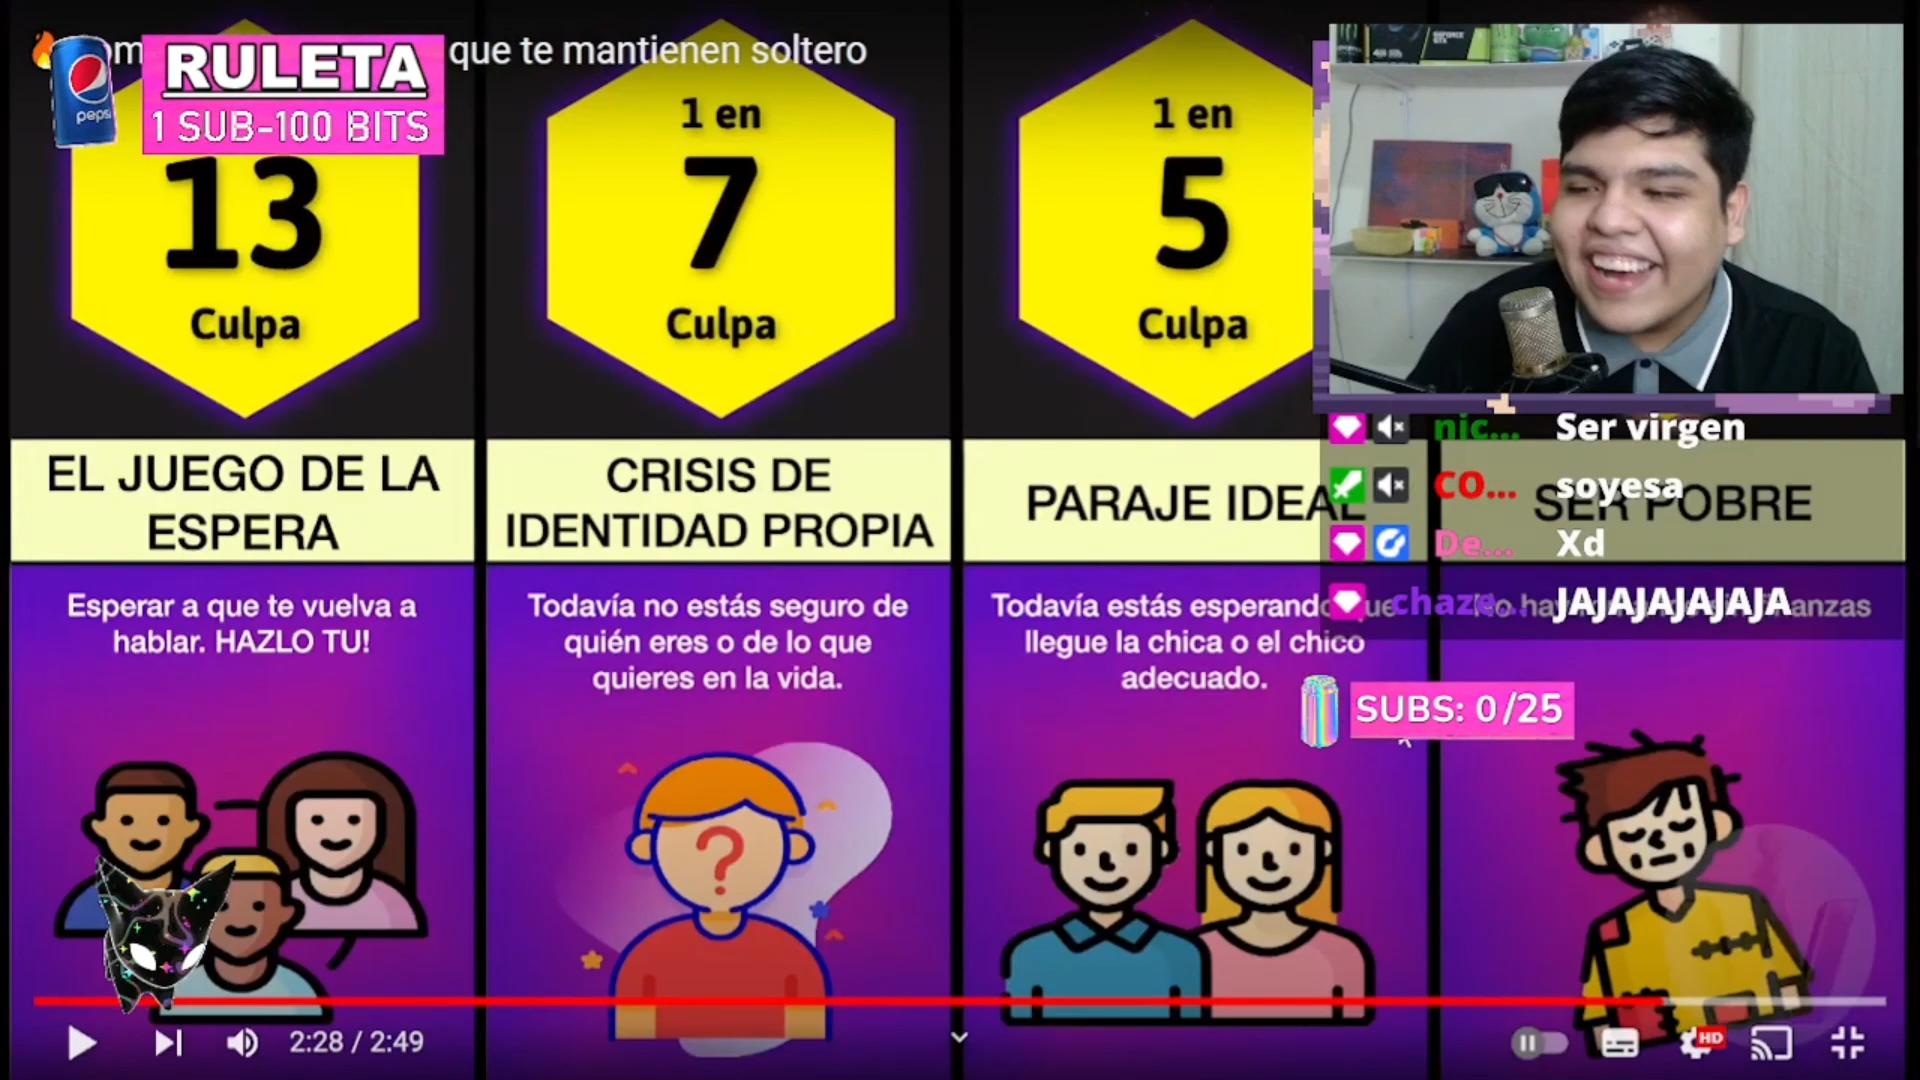 que te mantienen soltero
pepsi
RULETA
1 SUB-100 BITS
13
Culpa
1 en
7
Culpa
1 en
5
Culpa
EL JUEGO DE LA
ESPERA
CRISIS DE
IDENTIDAD PROPIA
PARAJE IDEAL
SER POBRE
Esperar a que te vuelva a
hablar. HAZLO TU!
Todavía no estás seguro de
quién eres o de lo que
quieres en la vida.
Todavía estás esperando
llegue la chica o el chico
adecuado.
nic... Ser virgen
CO... soyesa
De... Xd
chaze... JAJAJAJAJAJA
SUBS: 0/25
2:28 / 2:49
HD